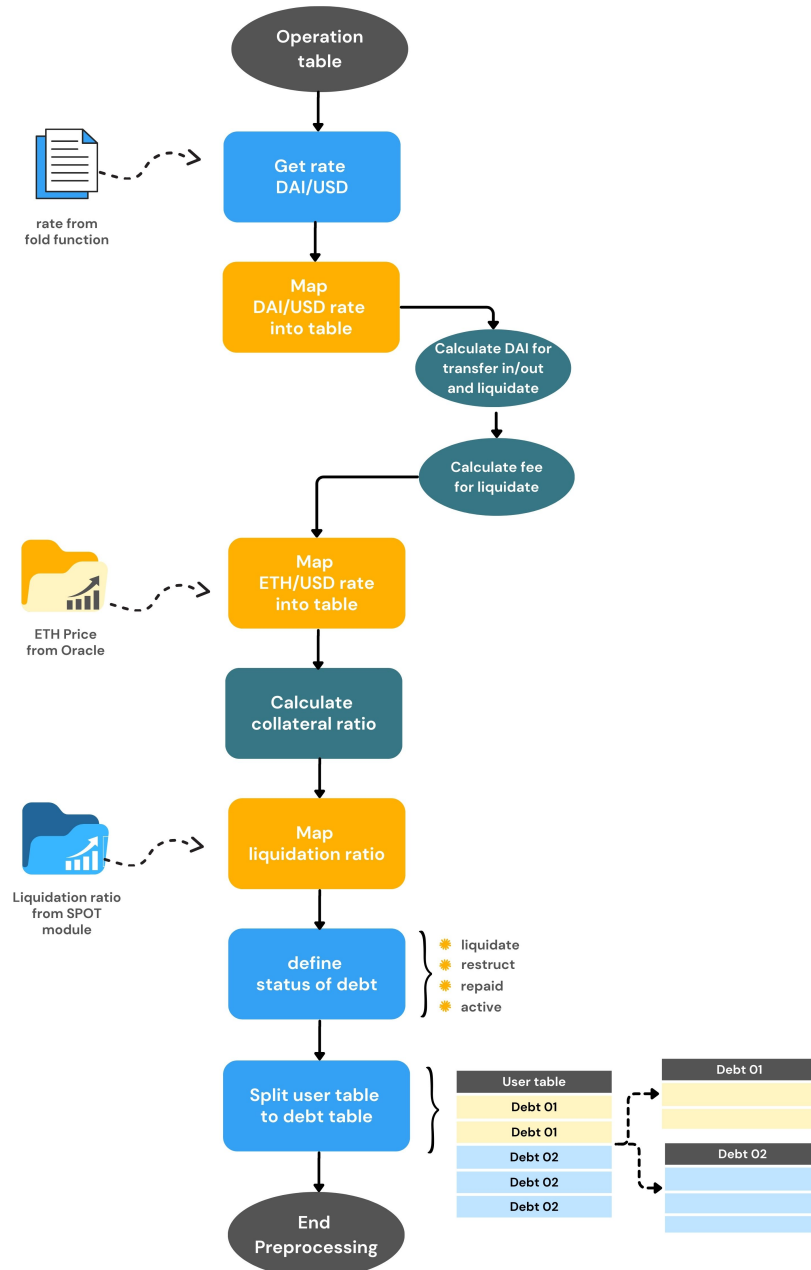 Operation
table
Get rate
DAI/USD
rate from
fold function
Map
DAI/USD rate
into table
Calculate DAI for
transfer in/out
and liquidate
Calculate fee
for liquidate
Map
ETH/USD rate
into table
ETH Price
from Oracle
Calculate
collateral ratio
Map
liquidation ratio
Liquidation ratio
from SPOT
module
define
status of debt
liquidate
restruct
repaid
active
Split user table
to debt table
User table
Debt 01
Debt 01
Debt 02
Debt 02
Debt 02
Debt 01
Debt 02
End
Preprocessing